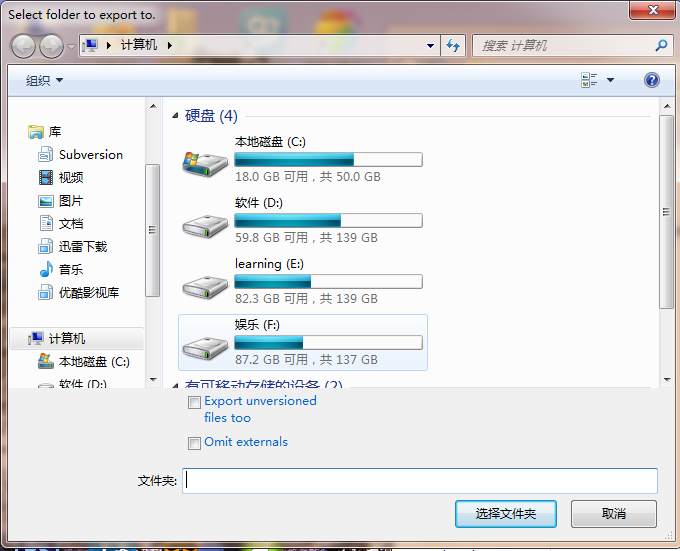 Select folder to export to.
计算机
搜索 计算机
组织
库
Subversion
视频
图片
文档
迅雷下载
音乐
优酷影视库
计算机
本地磁盘 (C:)
软件 (D:)
硬盘 (4)
本地磁盘 (C:)
18.0 GB 可用，共 50.0 GB
软件 (D:)
59.8 GB 可用，共 139 GB
learning (E:)
82.3 GB 可用，共 139 GB
娱乐 (F:)
87.2 GB 可用，共 137 GB
有可移动存储的设备 (2)
Export unversioned
files too
Omit externals
文件夹:
选择文件夹
取消